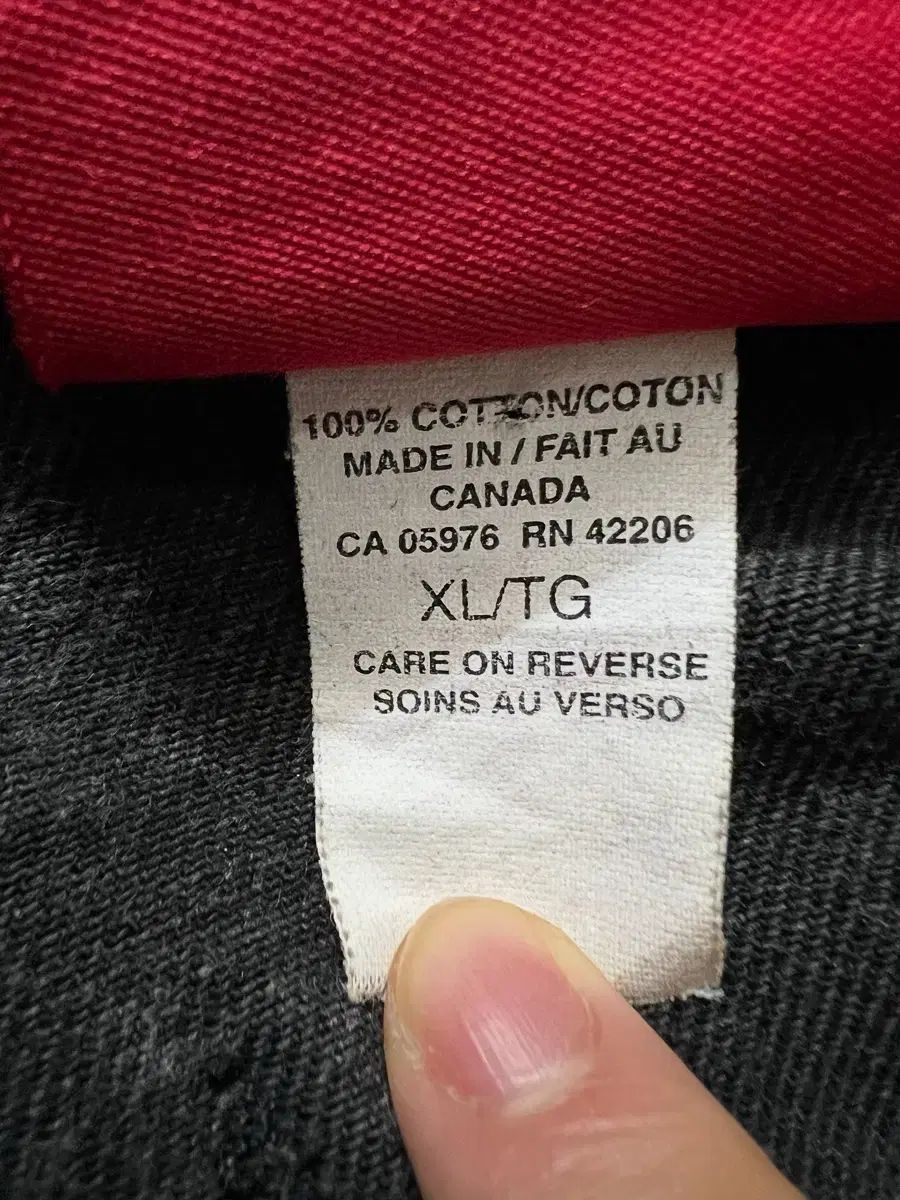 100% COTTON/COTON
MADE IN / FAIT AU
CANADA
CA 05976 RN 42206
XL/TG
CARE ON REVERSE
SOINS AU VERSO